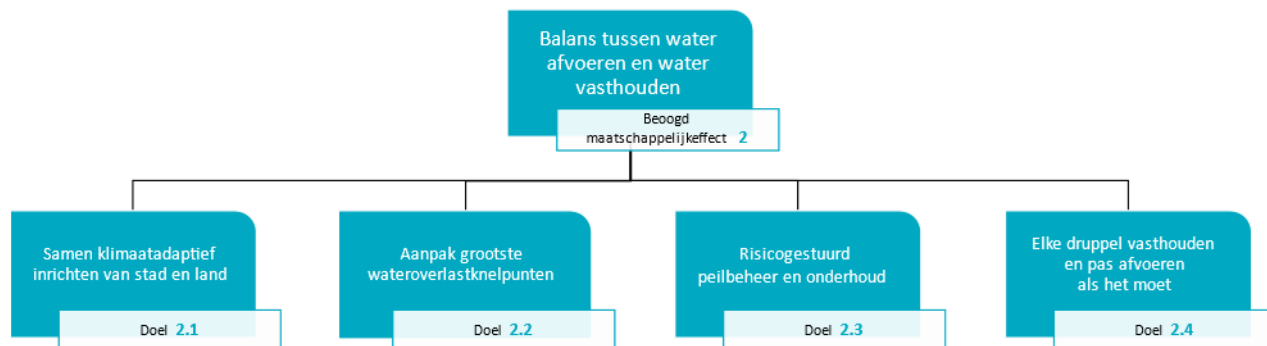 Balans tussen water
afvoeren en water
vasthouden
Beoogd
maatschappelijkeffect 2
Samen klimaatadaptief
inrichten van stad en land
Doel 2.1
Aanpak grootste
wateroverlastknelpunten
Doel 2.2
Risicogestuurd
peilbeheer en onderhoud
Doel 2.3
Elke druppel vasthouden
en pas afvoeren
als het moet
Doel 2.4